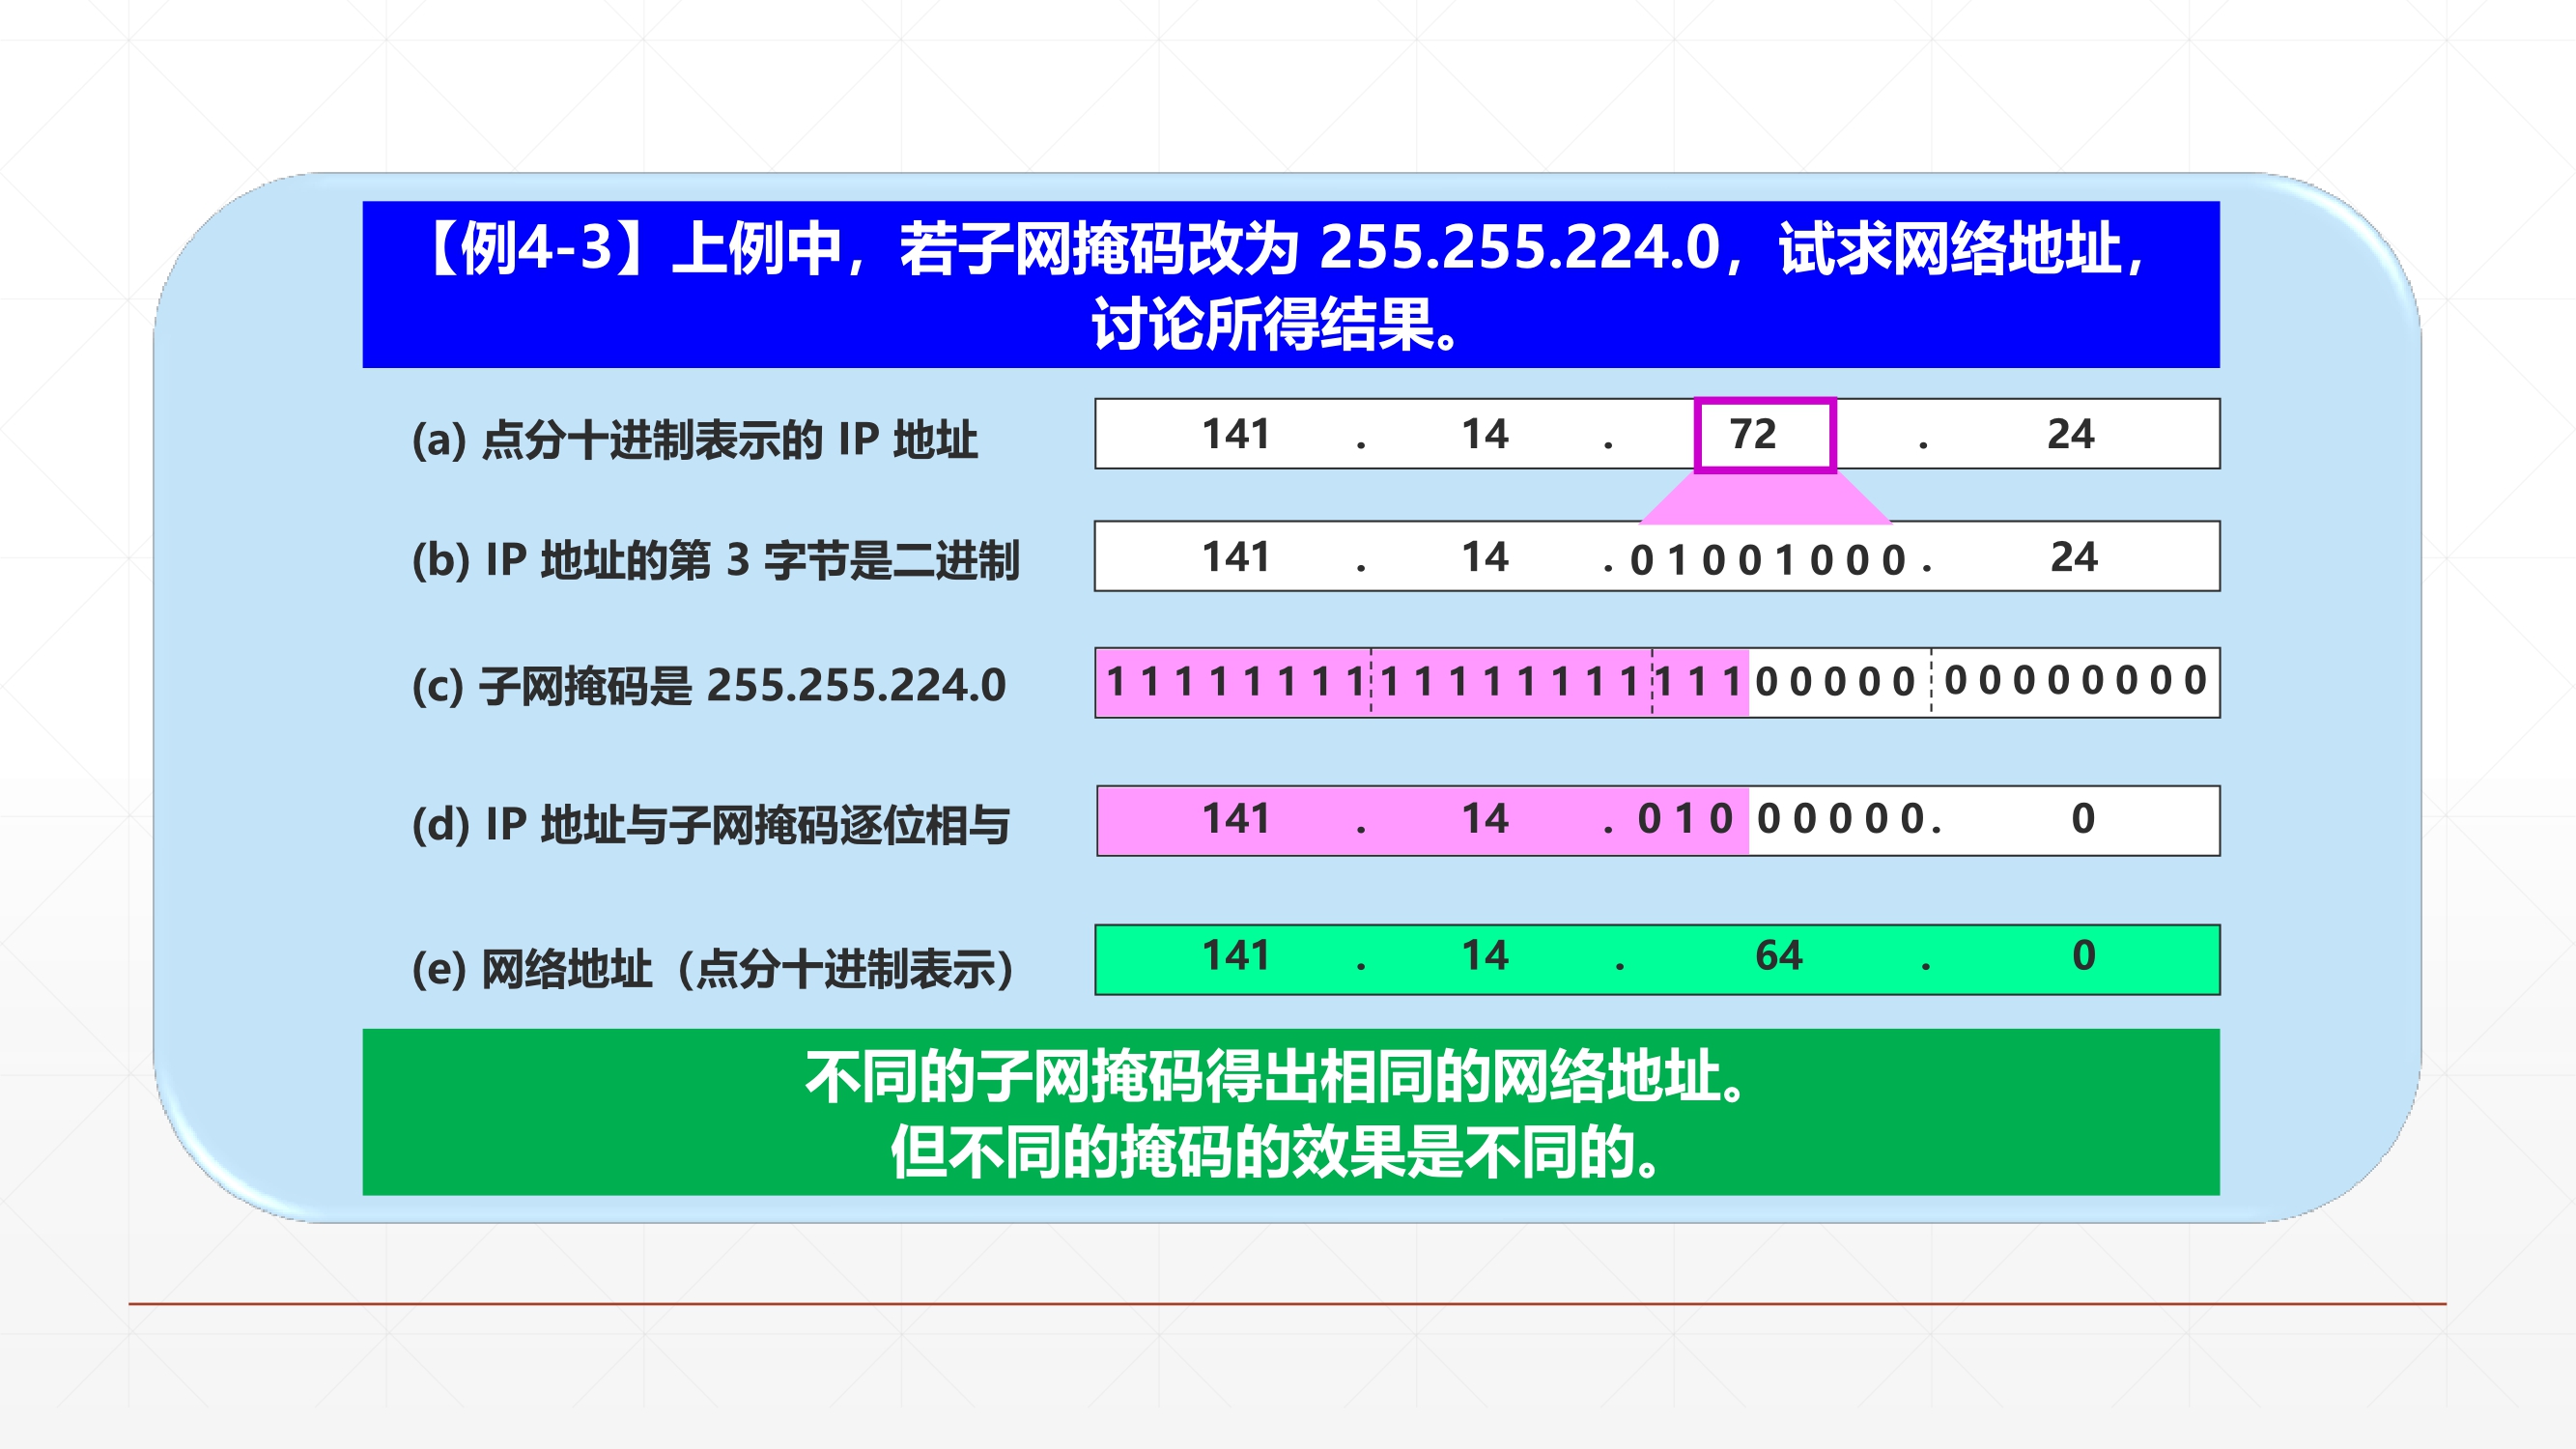 【例4-3】上例中，若子网掩码改为 255.255.224.0，试求网络地址，
讨论所得结果。
(a) 点分十进制表示的 IP 地址 141 . 14 . 72 . 24
(b) IP 地址的第 3 字节是二进制 141 . 14 . 0 1 0 0 1 0 0 0 . 24
(c) 子网掩码是 255.255.224.0 1 1 1 1 1 1 1 1 1 1 1 1 1 1 1 1 1 1 1 0 0 0 0 0 0 0 0 0 0 0 0 0
(d) IP 地址与子网掩码逐位相与 141 . 14 . 0 1 0 0 0 0 0 0 . 0
(e) 网络地址（点分十进制表示） 141 . 14 . 64 . 0
不同的子网掩码得出相同的网络地址。
但不同的掩码的效果是不同的。